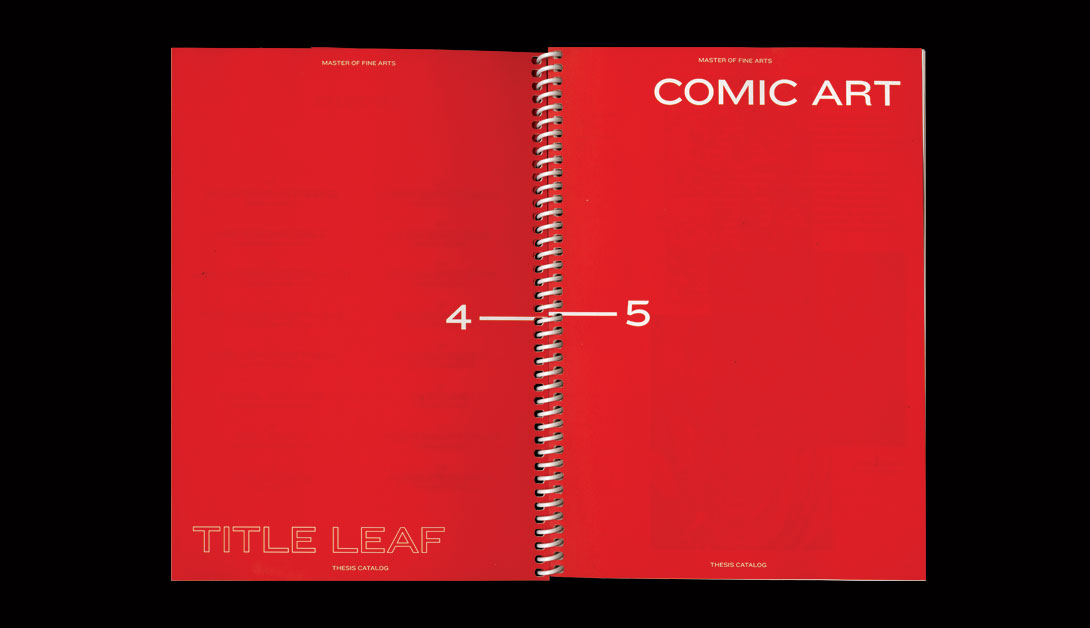 MASTER OF FINE ARTS
4
TITLE LEAF
THESIS CATALOG
MASTER OF FINE ARTS
COMIC ART
5
THESIS CATALOG